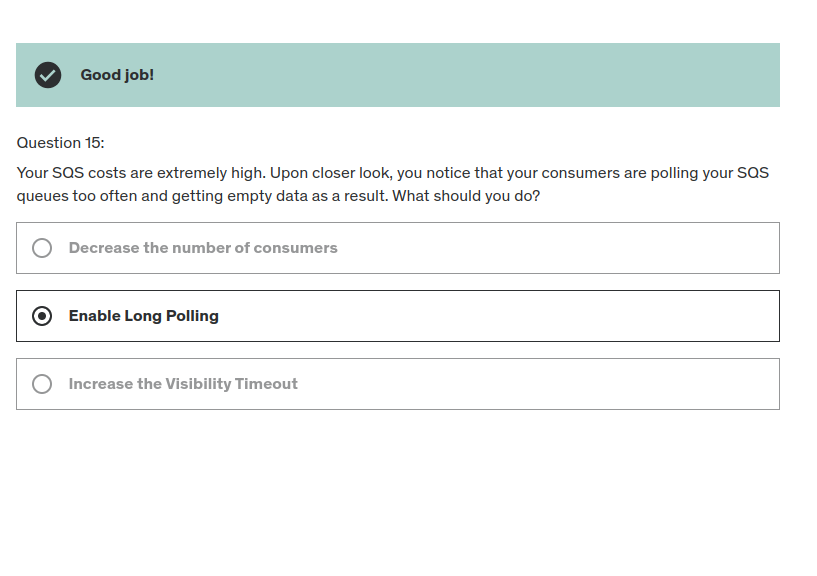 Good job!
Question 15:
Your SQS costs are extremely high. Upon closer look, you notice that your consumers are polling your SQS
queues too often and getting empty data as a result. What should you do?
Decrease the number of consumers
Enable Long Polling
Increase the Visibility Timeout